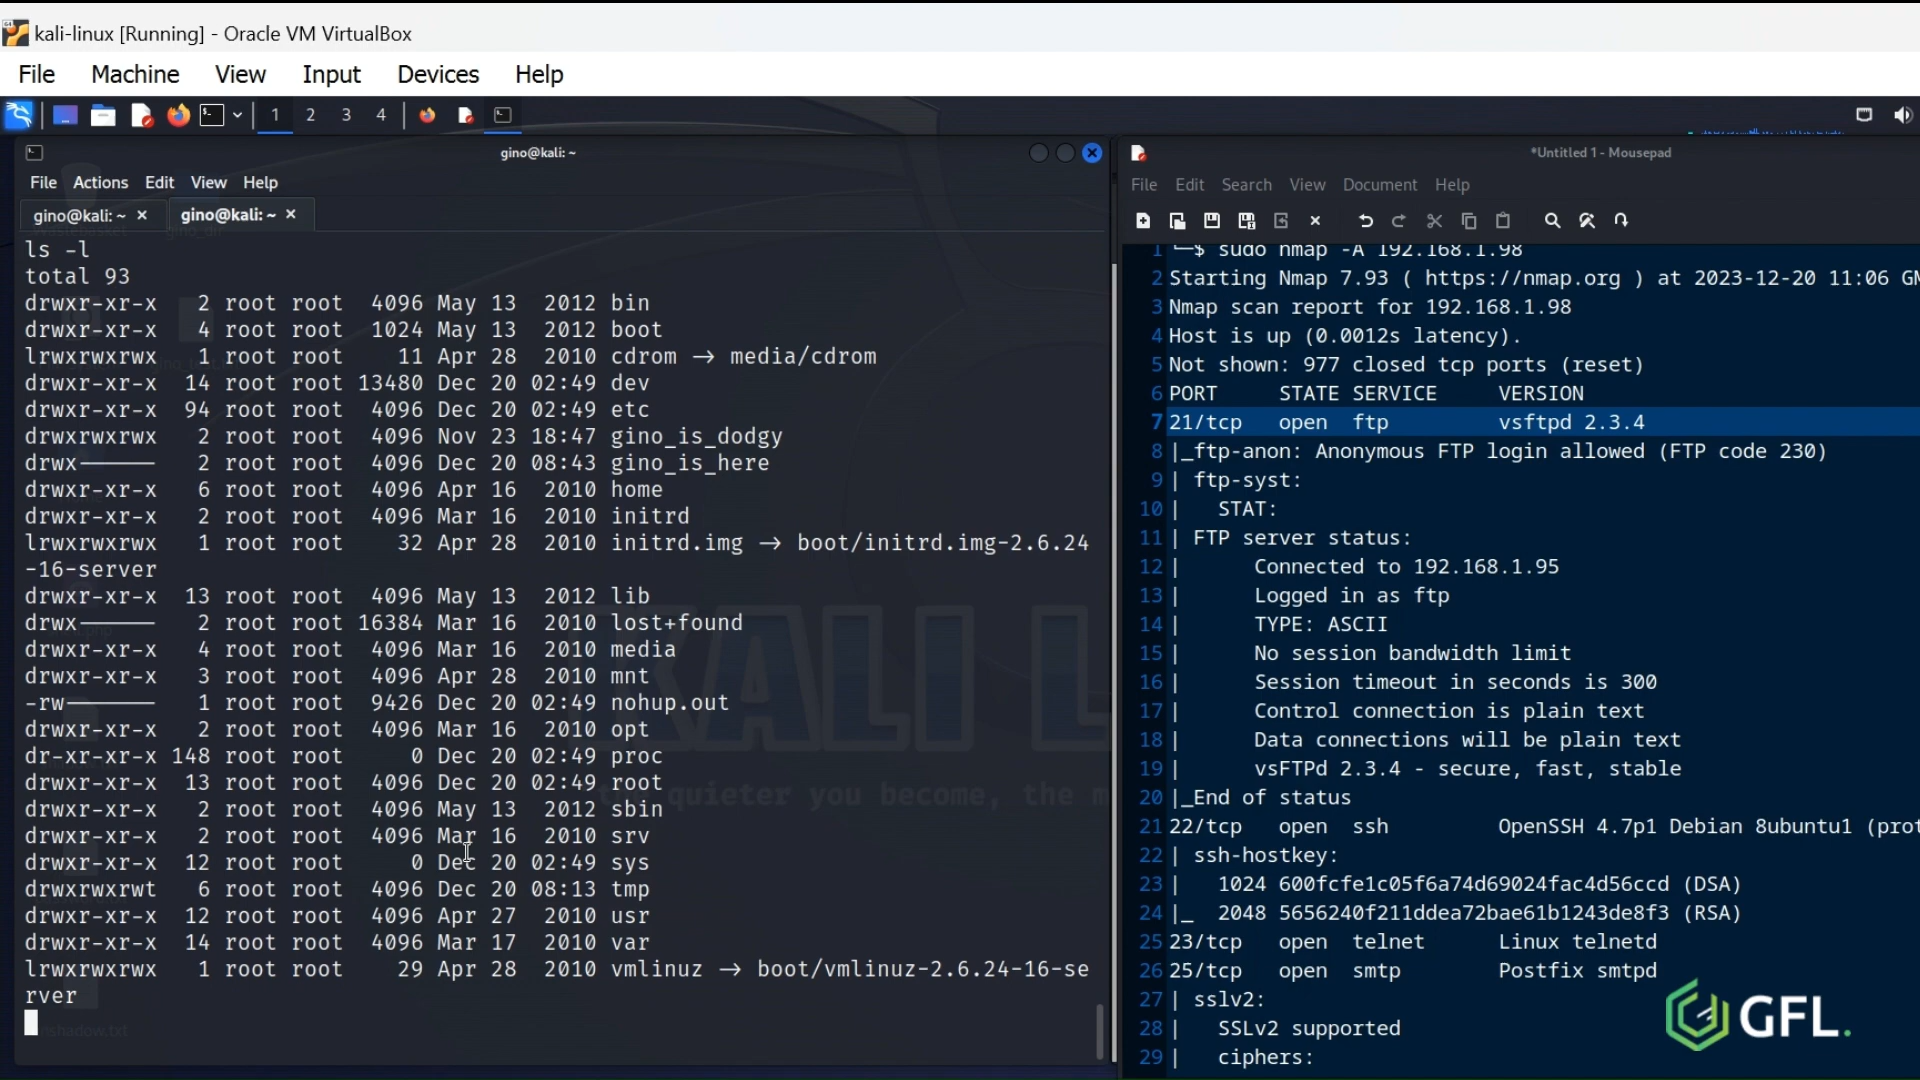 kali-linux [Running] - Oracle VM VirtualBox
File Machine View Input Devices Help
1 2 3 4
gino@kali: ~
File Actions Edit View Help
gino@kali: ~ × gino@kali: ~ ×
ls -l
total 93
drwxr-xr-x 2 root root 4096 May 13 2012 bin
drwxr-xr-x 4 root root 1024 May 13 2012 boot
lrwxrwxrwx 1 root root 11 Apr 28 2010 cdrom → media/cdrom
drwxr-xr-x 14 root root 13480 Dec 20 02:49 dev
drwxr-xr-x 94 root root 4096 Dec 20 02:49 etc
drwxrwxrwx 2 root root 4096 Nov 23 18:47 gino_is_dodgy
drwx------ 2 root root 4096 Dec 20 08:43 gino_is_here
drwxr-xr-x 6 root root 4096 Apr 16 2010 home
drwxr-xr-x 2 root root 4096 Mar 16 2010 initrd
lrwxrwxrwx 1 root root 32 Apr 28 2010 initrd.img → boot/initrd.img-2.6.24
-16-server
drwxr-xr-x 13 root root 4096 May 13 2012 lib
drwx------ 2 root root 16384 Mar 16 2010 lost+found
drwxr-xr-x 4 root root 4096 Mar 16 2010 media
drwxr-xr-x 3 root root 4096 Apr 28 2010 mnt
-rw------- 1 root root 9426 Dec 20 02:49 nohup.out
drwxr-xr-x 2 root root 4096 Mar 16 2010 opt
dr-xr-xr-x 148 root root 0 Dec 20 02:49 proc
drwxr-xr-x 13 root root 4096 Dec 20 02:49 root
drwxr-xr-x 2 root root 4096 May 13 2012 sbin
drwxr-xr-x 2 root root 4096 Mar 16 2010 srv
drwxr-xr-x 12 root root 0 Dec 20 02:49 sys
drwxrwxrwt 6 root root 4096 Dec 20 08:13 tmp
drwxr-xr-x 12 root root 4096 Apr 27 2010 usr
drwxr-xr-x 14 root root 4096 Mar 17 2010 var
lrwxrwxrwx 1 root root 29 Apr 28 2010 vmlinuz → boot/vmlinuz-2.6.24-16-se
rver
KALI L
quieter you become, the m
*Untitled 1 - Mousepad
File Edit Search View Document Help
1 └─$ sudo nmap -A 192.168.1.98
2 Starting Nmap 7.93 ( https://nmap.org ) at 2023-12-20 11:06 GM
3 Nmap scan report for 192.168.1.98
4 Host is up (0.0012s latency).
5 Not shown: 977 closed tcp ports (reset)
6 PORT STATE SERVICE VERSION
7 21/tcp open ftp vsftpd 2.3.4
8 |_ftp-anon: Anonymous FTP login allowed (FTP code 230)
9 | ftp-syst:
10 | STAT:
11 | FTP server status:
12 | Connected to 192.168.1.95
13 | Logged in as ftp
14 | TYPE: ASCII
15 | No session bandwidth limit
16 | Session timeout in seconds is 300
17 | Control connection is plain text
18 | Data connections will be plain text
19 | vsFTPd 2.3.4 - secure, fast, stable
20 |_End of status
21 22/tcp open ssh OpenSSH 4.7p1 Debian 8ubuntu1 (prot
22 | ssh-hostkey:
23 | 1024 600fcfe1c05f6a74d69024fac4d56ccd (DSA)
24 |_ 2048 5656240f211ddea72bae61b1243de8f3 (RSA)
25 23/tcp open telnet Linux telnetd
26 25/tcp open smtp Postfix smtpd
27 | sslv2:
28 | SSLv2 supported
29 | ciphers:
GFL.